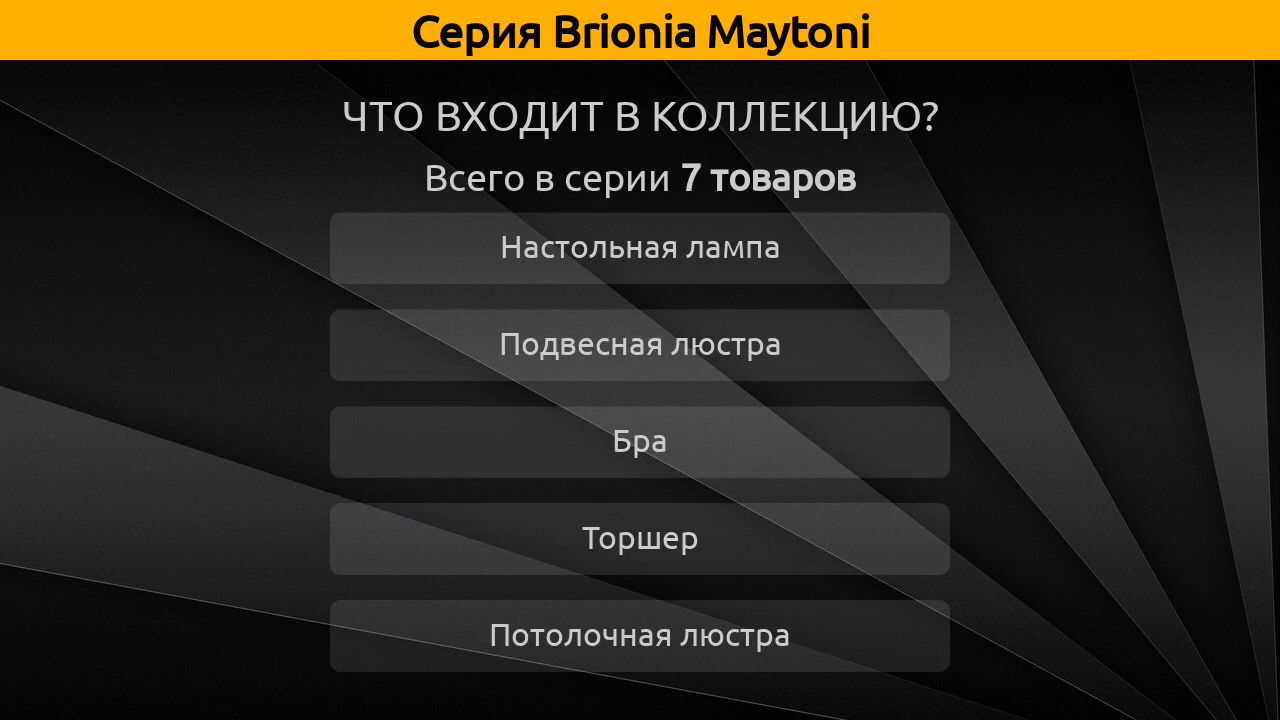 Серия Brionia Maytoni
ЧТО ВХОДИТ В КОЛЛЕКЦИЮ?
Всего в серии 7 товаров
Настольная лампа
Подвесная люстра
Бра
Торшер
Потолочная люстра